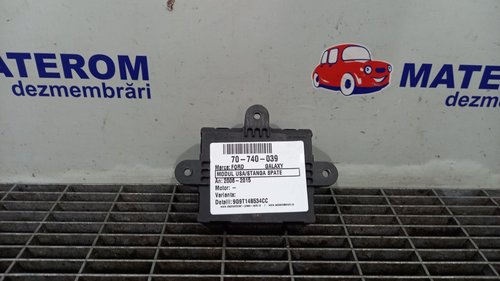 MATEROM
dezmembrări
MATE
dezm
70-740-039
Marca: FORD GALAXY
MODUL USA/STANGA SPATE
An: 2006-2015
Motor: -
Varianta:
Detalii: 9G9T14B534CC